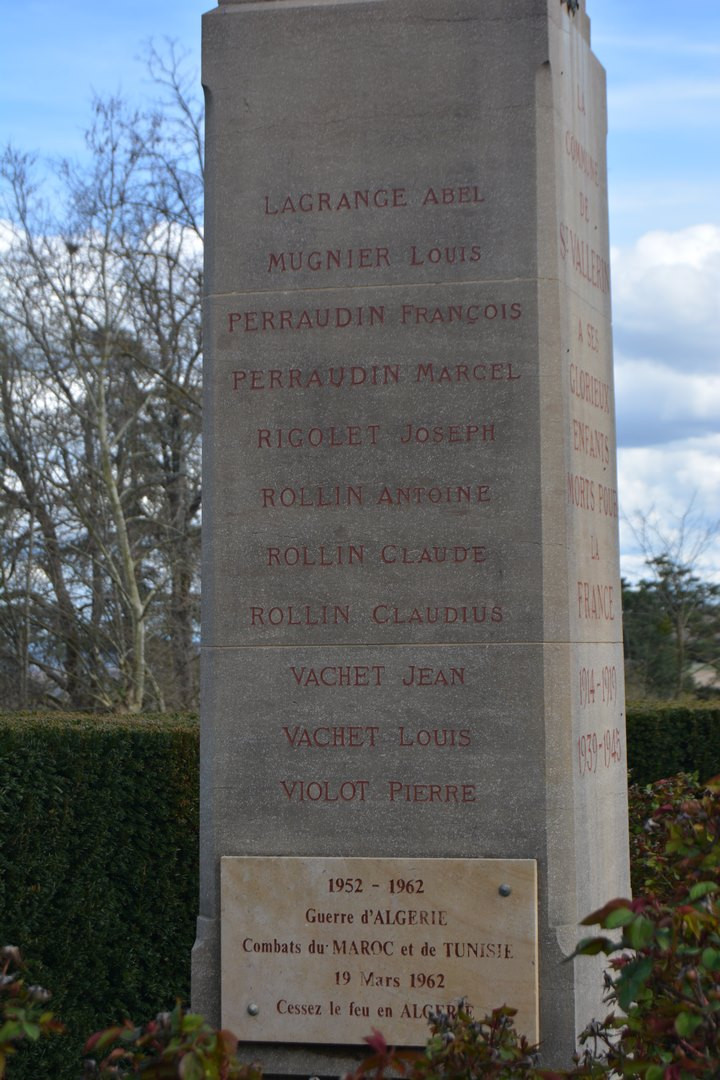 LAGRANGE ABEL
MUGNIER LOUIS
PERRAUDIN FRANÇOIS
PERRAUDIN MARCEL
RIGOLET JOSEPH
ROLLIN ANTOINE
ROLLIN CLAUDE
ROLLIN CLAUDIUS
VACHET JEAN
VACHET LOUIS
VIOLOT PIERRE
1952 - 1962
Guerre d'ALGERIE
Combats du MAROC et de TUNISIE
19 Mars 1962
Cessez le feu en ALGERIE
LA
COMMUNE
DE
ST VALLERIN
A SES
GLORIEUX
ENFANTS
MORTS POUR
LA
FRANCE
1914-1919
1939-1945